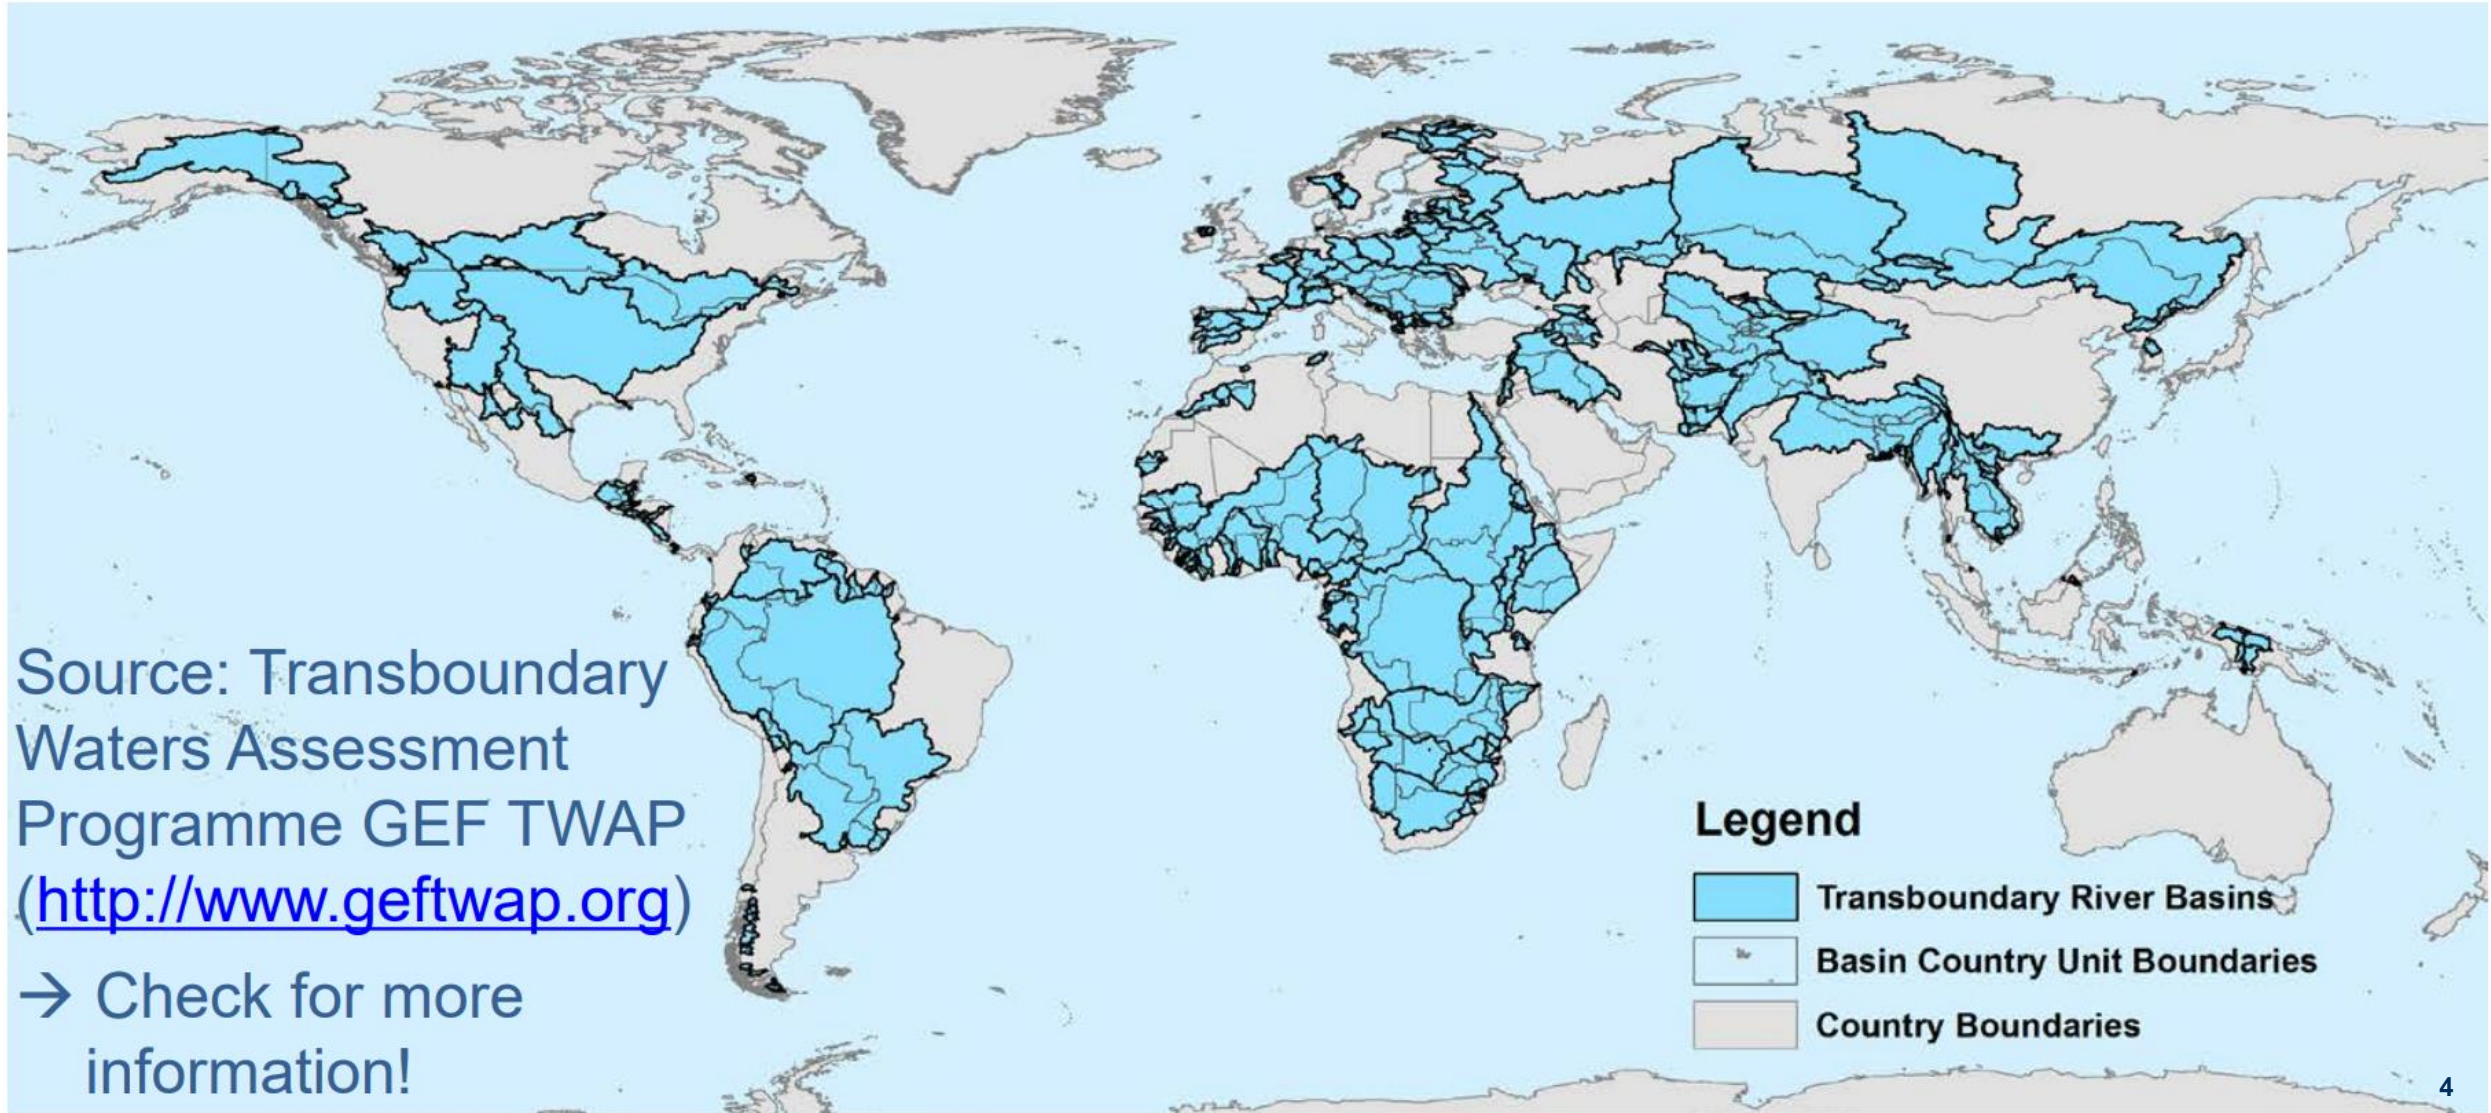 Source: Transboundary
Waters Assessment
Programme GEF TWAP
(http://www.geftwap.org)
→ Check for more
information!
Legend
Transboundary River Basins
Basin Country Unit Boundaries
Country Boundaries
4